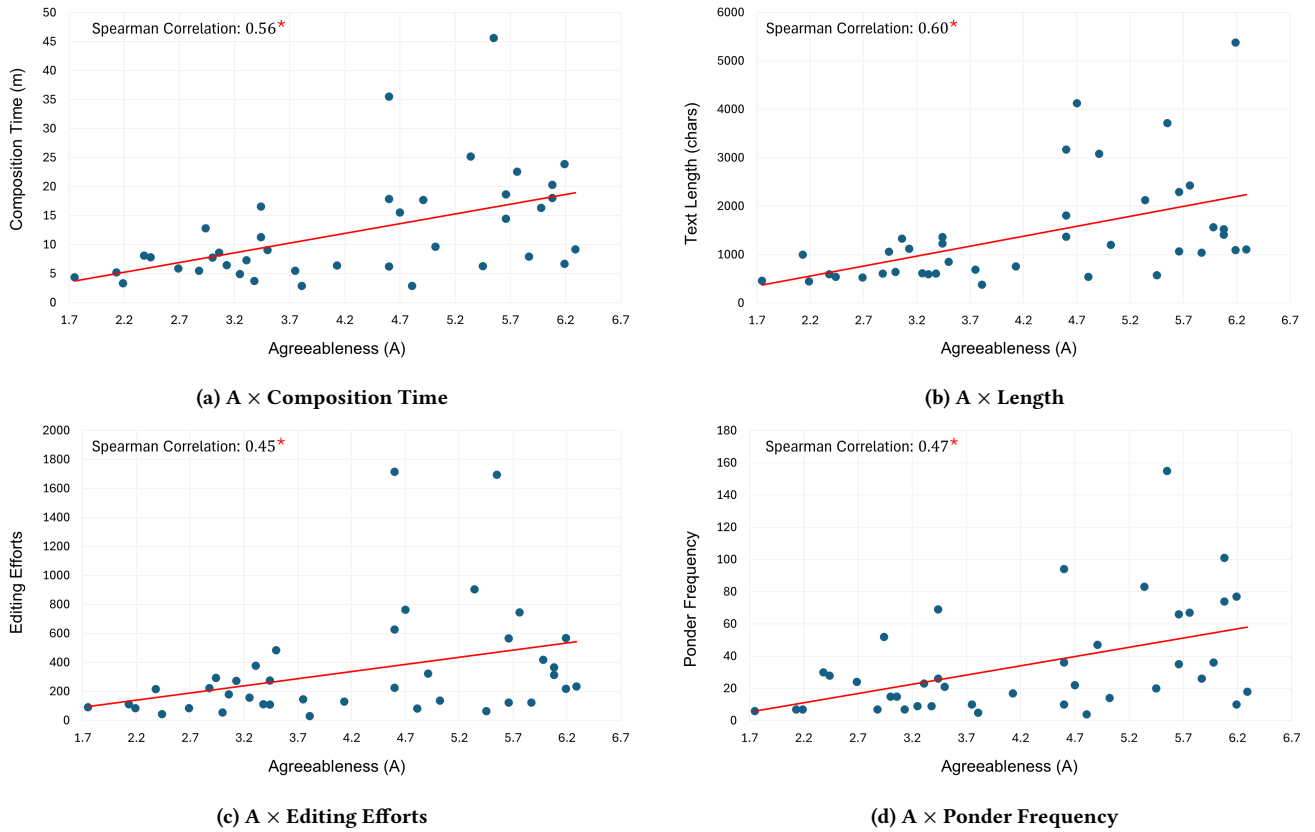 Spearman Correlation: 0.56*
50
45
40
35
30
25
20
15
10
5
0
Composition Time (m)
1.7 2.2 2.7 3.2 3.7 4.2 4.7 5.2 5.7 6.2 6.7
Agreeableness (A)
(a) A × Composition Time
Spearman Correlation: 0.60*
6000
5000
4000
3000
2000
1000
0
Text Length (chars)
1.7 2.2 2.7 3.2 3.7 4.2 4.7 5.2 5.7 6.2 6.7
Agreeableness (A)
(b) A × Length
Spearman Correlation: 0.45*
2000
1800
1600
1400
1200
1000
800
600
400
200
0
Editing Efforts
1.7 2.2 2.7 3.2 3.7 4.2 4.7 5.2 5.7 6.2 6.7
Agreeableness (A)
(c) A × Editing Efforts
Spearman Correlation: 0.47*
180
160
140
120
100
80
60
40
20
0
Ponder Frequency
1.7 2.2 2.7 3.2 3.7 4.2 4.7 5.2 5.7 6.2 6.7
Agreeableness (A)
(d) A × Ponder Frequency